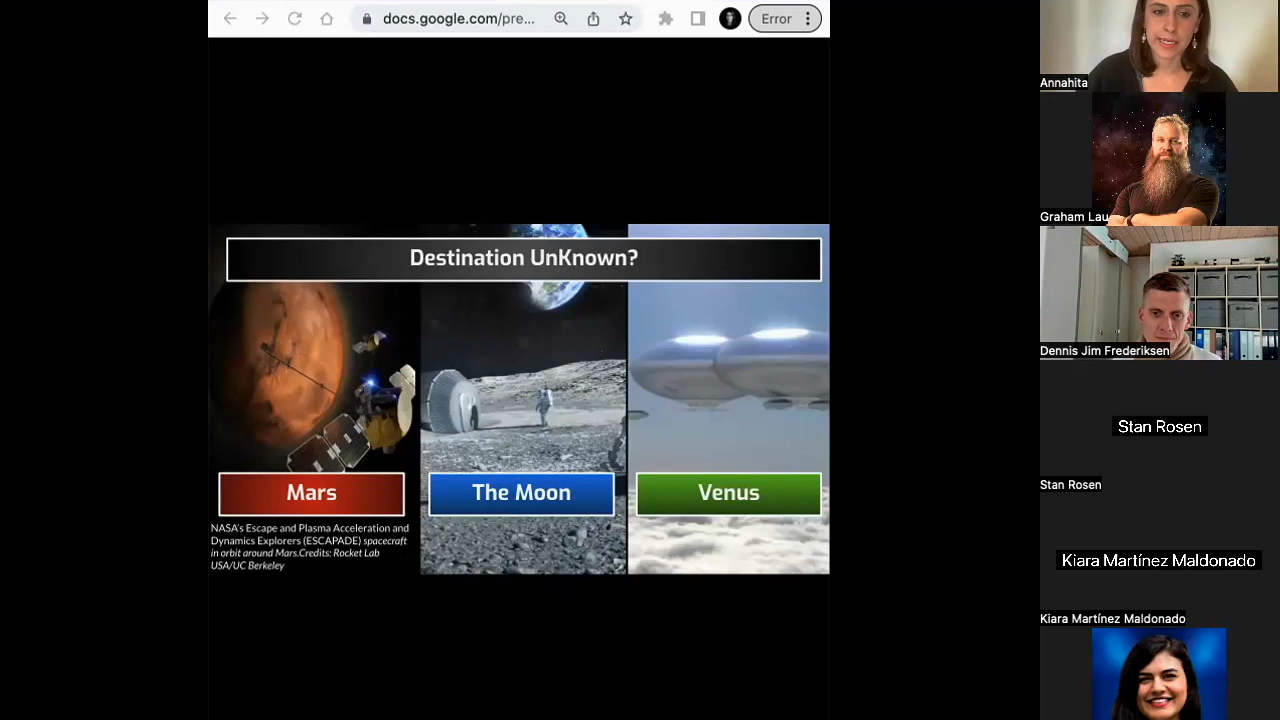 docs.google.com/pre...
Error
Destination UnKnown?
Mars
The Moon
Venus
NASA's Escape and Plasma Acceleration and
Dynamics Explorers (ESCAPADE) spacecraft
in orbit around Mars.Credits: Rocket Lab
USA/UC Berkeley
Annahita
Graham Lau
Dennis Jim Frederiksen
Stan Rosen
Stan Rosen
Kiara Martínez Maldonado
Kiara Martínez Maldonado